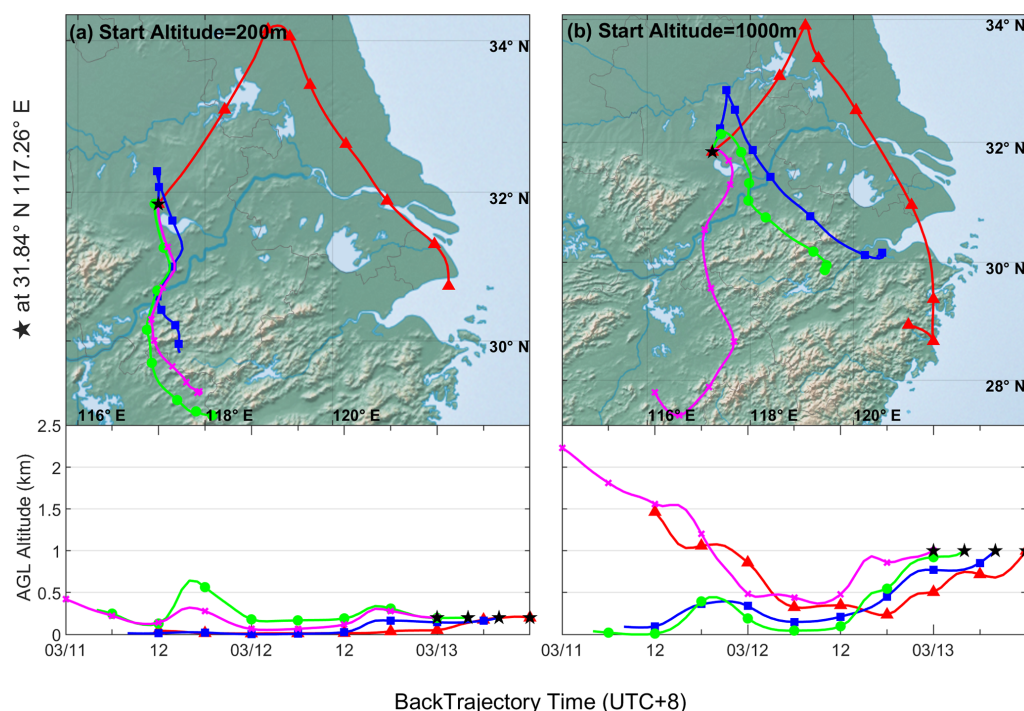 (a) Start Altitude=200m
34° N
32° N
30° N
116° E
118° E
120° E
(b) Start Altitude=1000m
34° N
32° N
30° N
28° N
116° E
118° E
120° E
★ at 31.84° N 117.26° E
AGL Altitude (km)
2.5
2
1.5
1
0.5
0
03/11
12
03/12
12
03/13
03/11
12
03/12
12
03/13
BackTrajectory Time (UTC+8)